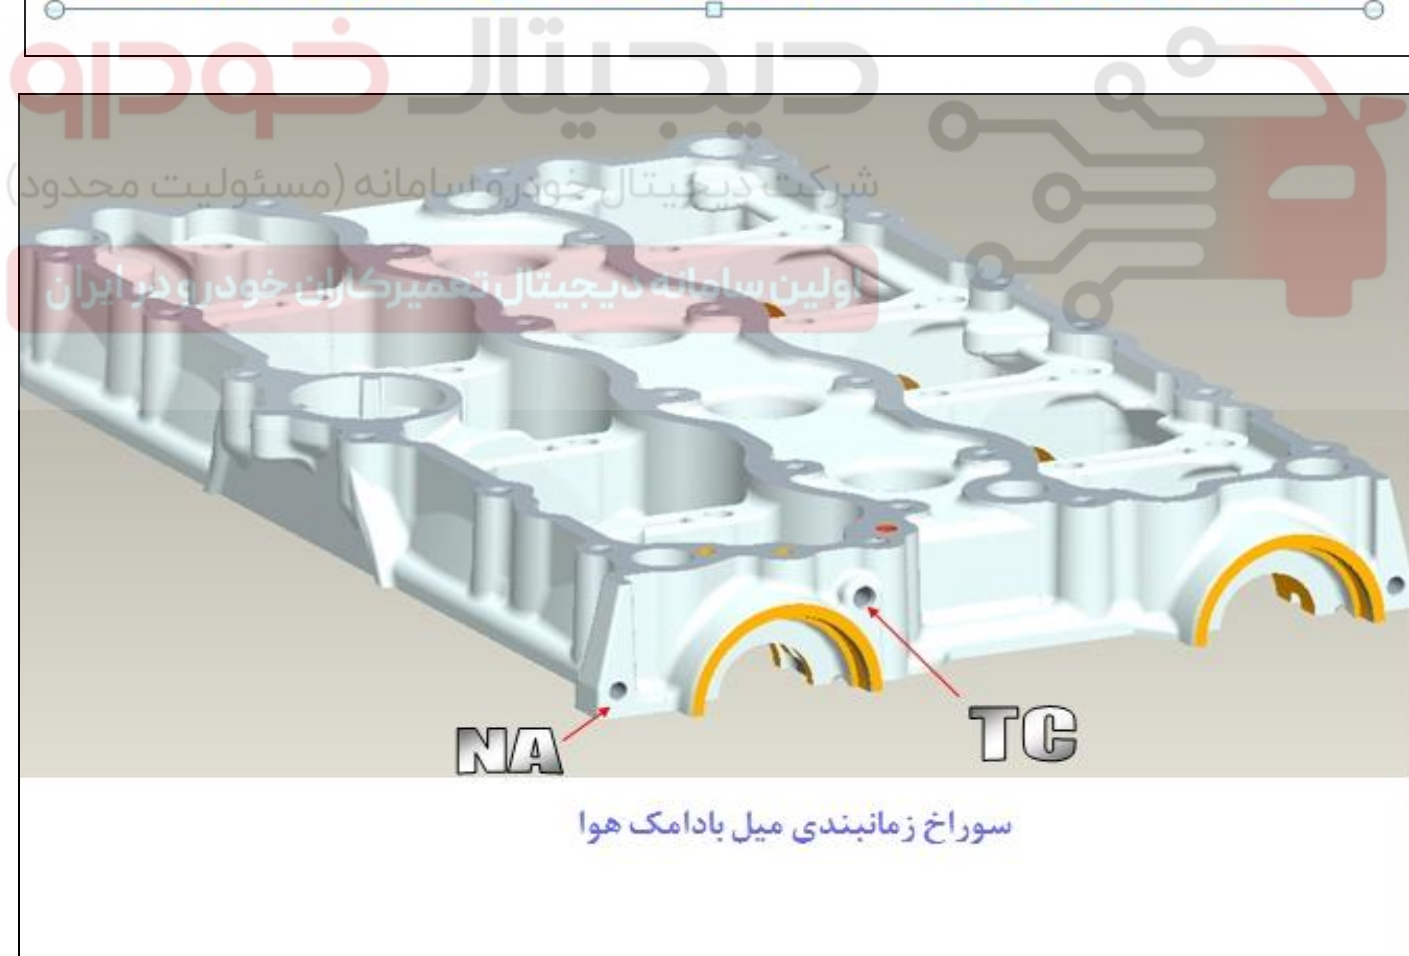 دیجیتال خودرو
شرکت دیجیتال خودرو سامانه (مسئولیت محدود)
اولین سامانه دیجیتال تعمیرکاران خودرو در ایران
NA
TC
سوراخ زمانبندی میل بادامک هوا